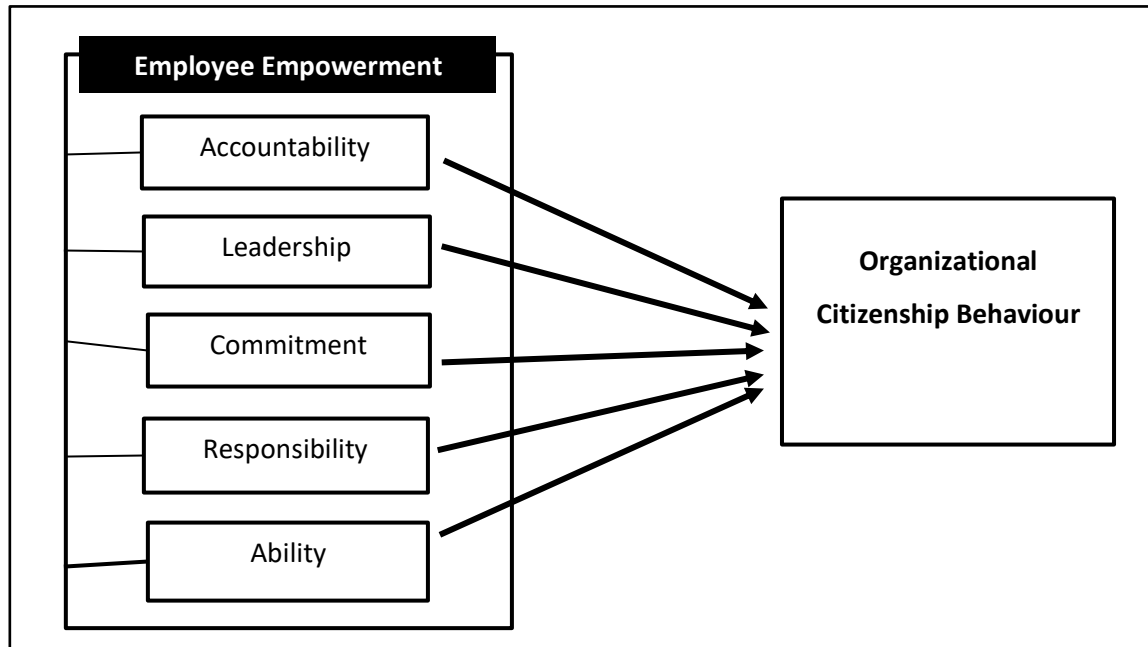 Employee Empowerment
Accountability
Leadership
Commitment
Responsibility
Ability
Organizational
Citizenship Behaviour